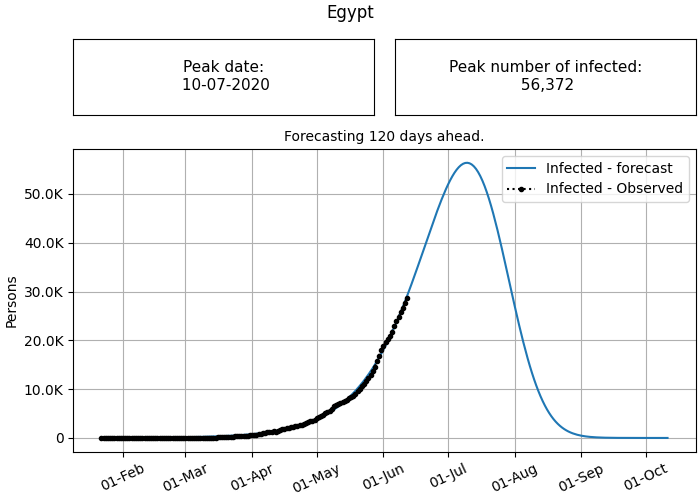 Egypt
Peak date:
10-07-2020
Peak number of infected:
56,372
Forecasting 120 days ahead.
Infected - forecast
Infected - Observed
Persons
50.0K
40.0K
30.0K
20.0K
10.0K
0
01-Feb
01-Mar
01-Apr
01-May
01-Jun
01-Jul
01-Aug
01-Sep
01-Oct